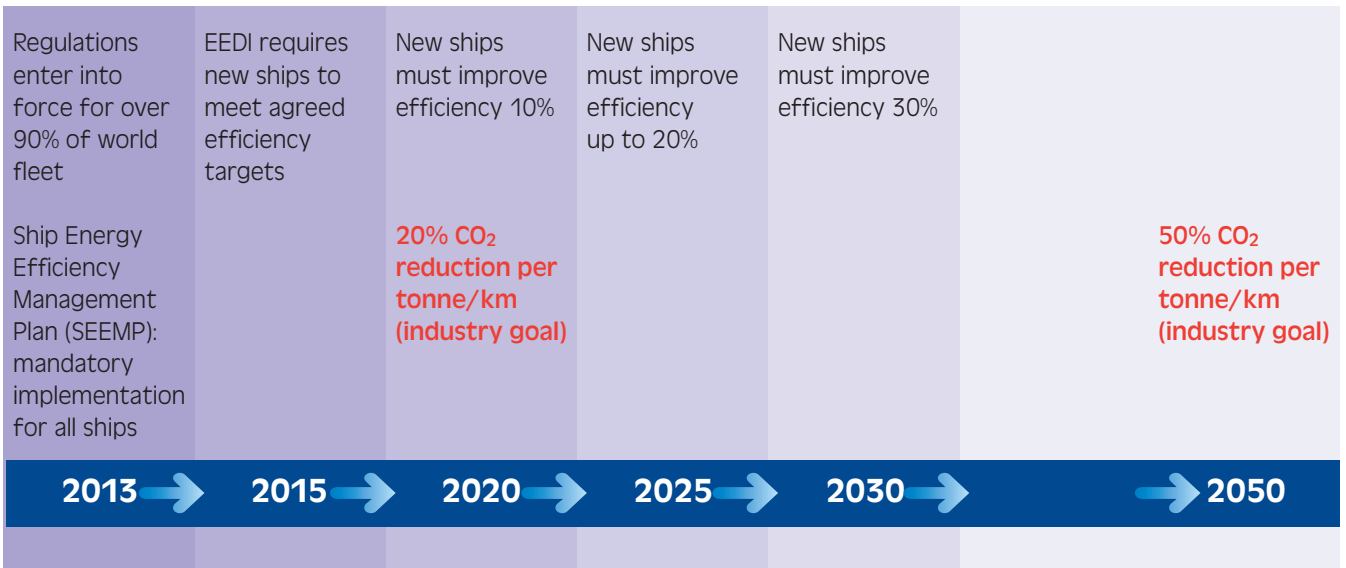 Regulations
enter into
force for over
90% of world
fleet
Ship Energy
Efficiency
Management
Plan (SEEMP):
mandatory
implementation
for all ships
EEDI requires
new ships to
meet agreed
efficiency
targets
New ships
must improve
efficiency 10%
20% CO₂
reduction per
tonne/km
(industry goal)
New ships
must improve
efficiency
up to 20%
New ships
must improve
efficiency 30%
50% CO₂
reduction per
tonne/km
(industry goal)
2013 2015 2020 2025 2030 2050